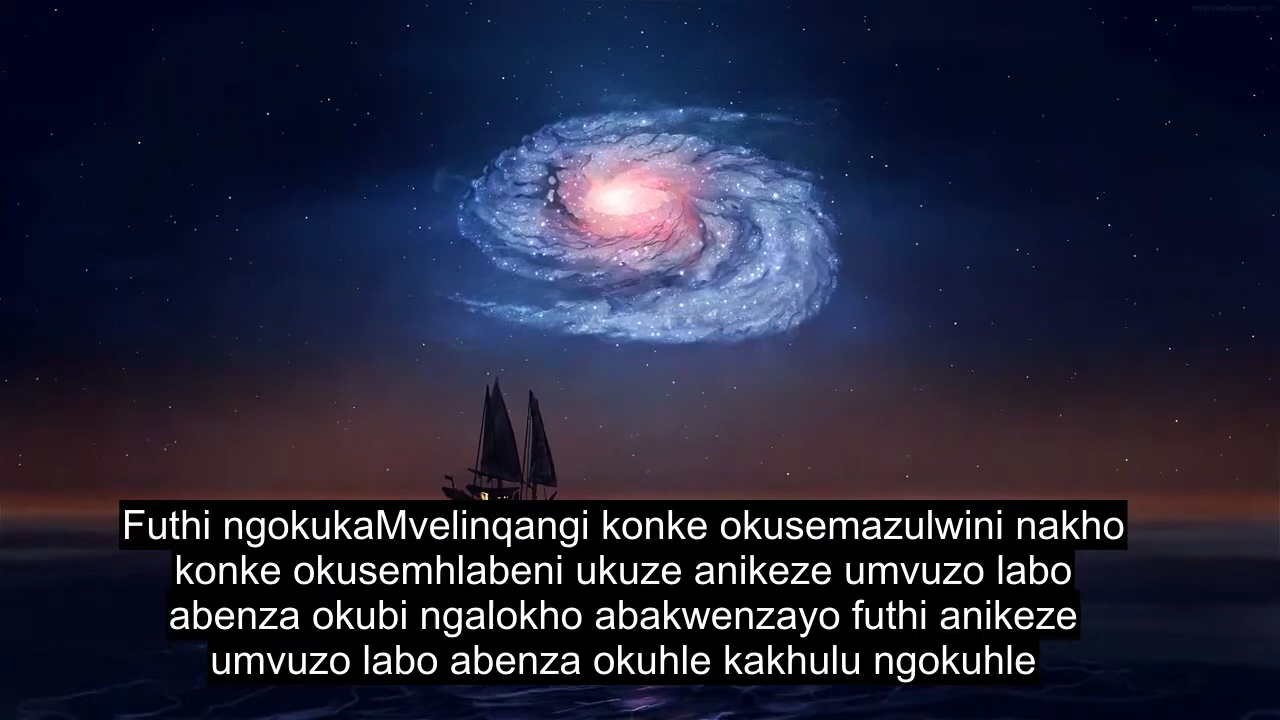 Futhi ngokukaMvelinqangi konke okusemazulwini nakho
konke okusemhlabeni ukuze anikeze umvuzo labo
abenza okubi ngalokho abakwenzayo futhi anikeze
umvuzo labo abenza okuhle kakhulu ngokuhle